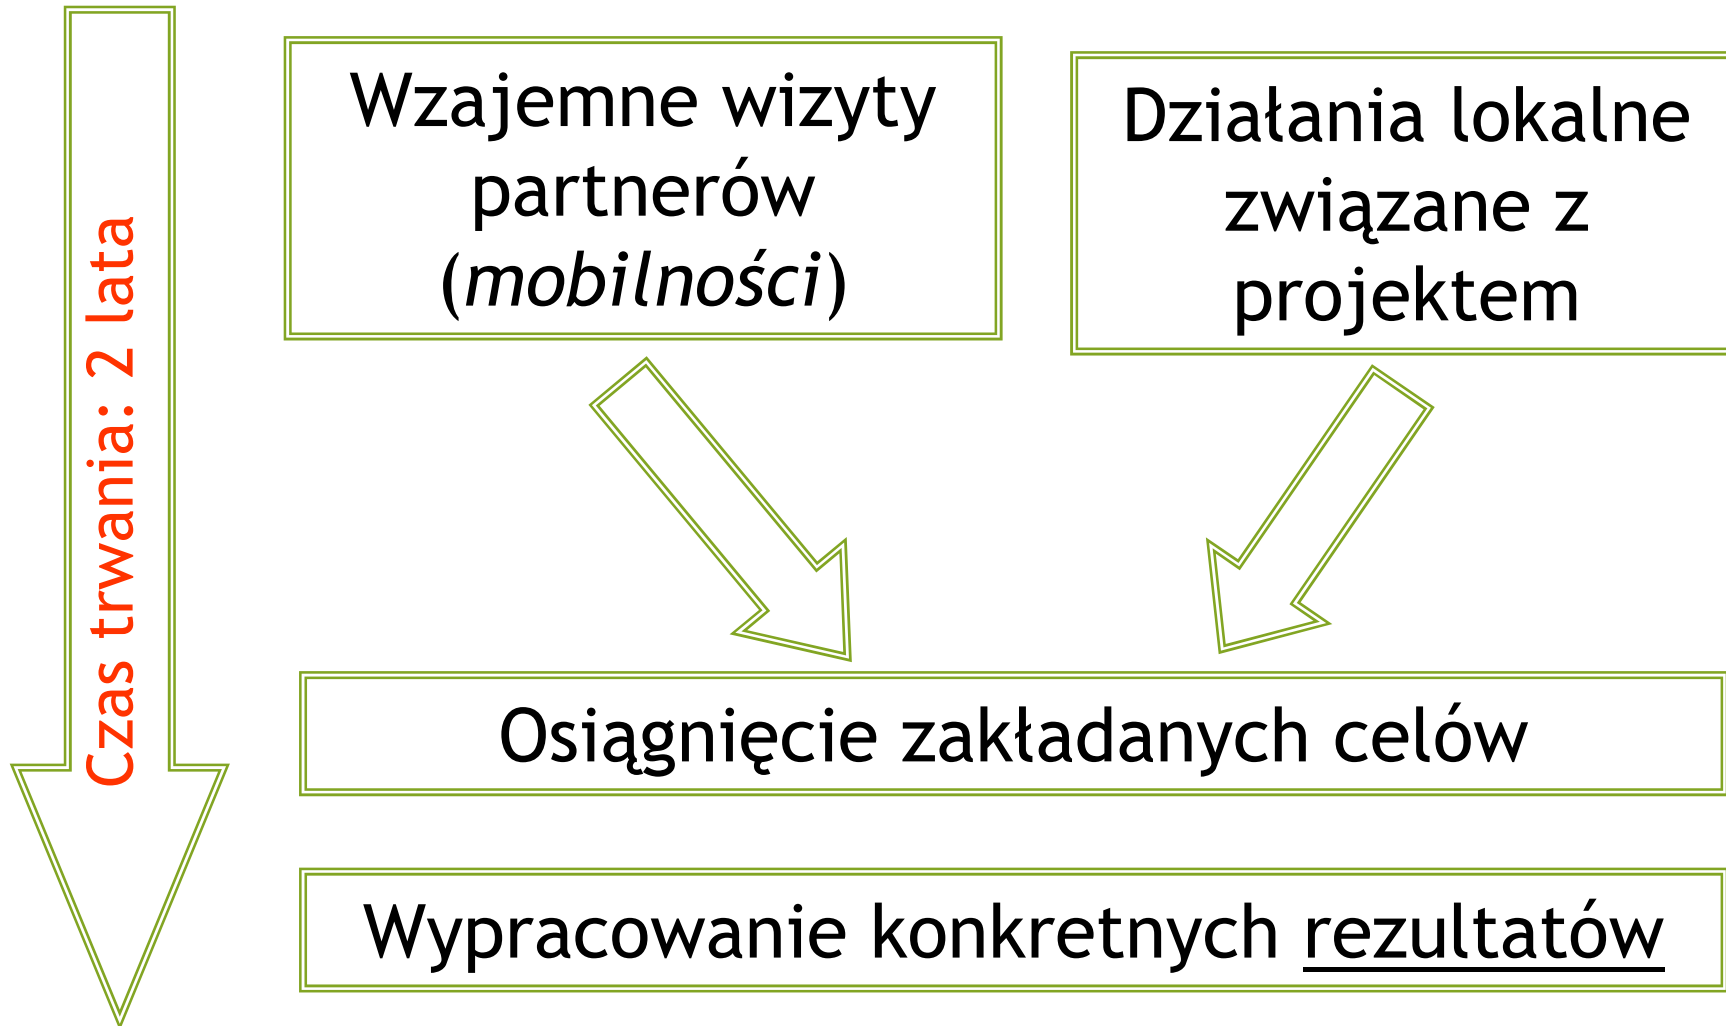 Czas trwania: 2 lata
Wzajemne wizyty
partnerów
(mobilności)
Działania lokalne
związane z
projektem
Osiągnięcie zakładanych celów
Wypracowanie konkretnych rezultatów